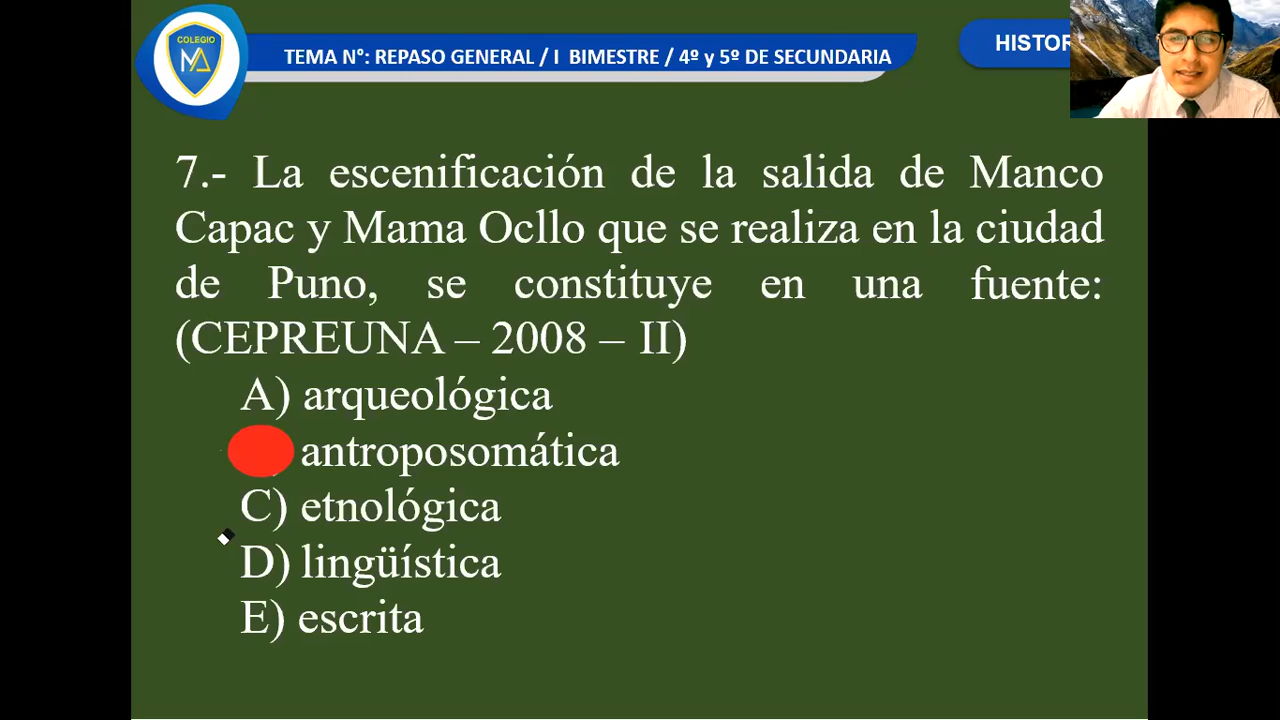 COLEGIO
MA
TEMA N°: REPASO GENERAL / I BIMESTRE / 4º y 5º DE SECUNDARIA
HISTOR
7.- La escenificación de la salida de Manco
Capac y Mama Ocllo que se realiza en la ciudad
de Puno, se constituye en una fuente:
(CEPREUNA – 2008 – II)
A) arqueológica
antroposomática
C) etnológica
D) lingüística
E) escrita